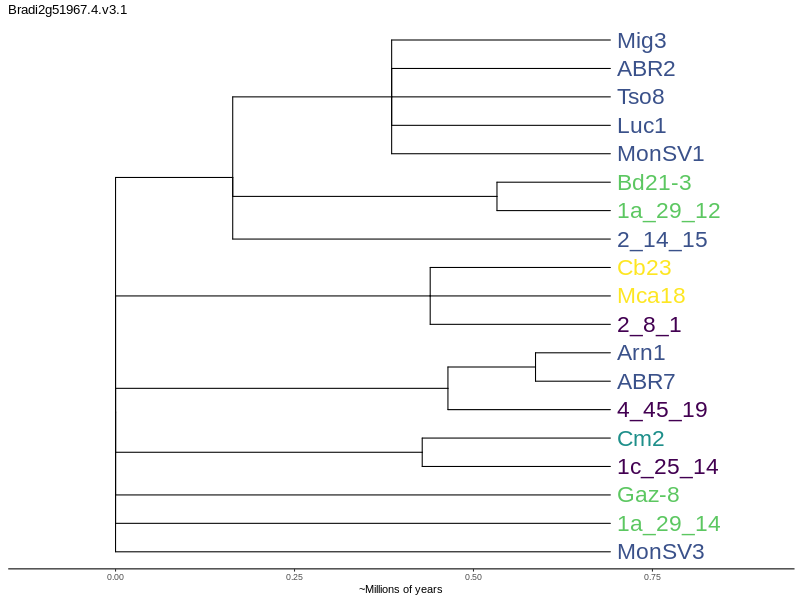 Bradi2g51967.4.v3.1
Mig3
ABR2
Tso8
Luc1
MonSV1
Bd21-3
1a_29_12
2_14_15
Cb23
Mca18
2_8_1
Arn1
ABR7
4_45_19
Cm2
1c_25_14
Gaz-8
1a_29_14
MonSV3
0.00 0.25 0.50 0.75
~Millions of years